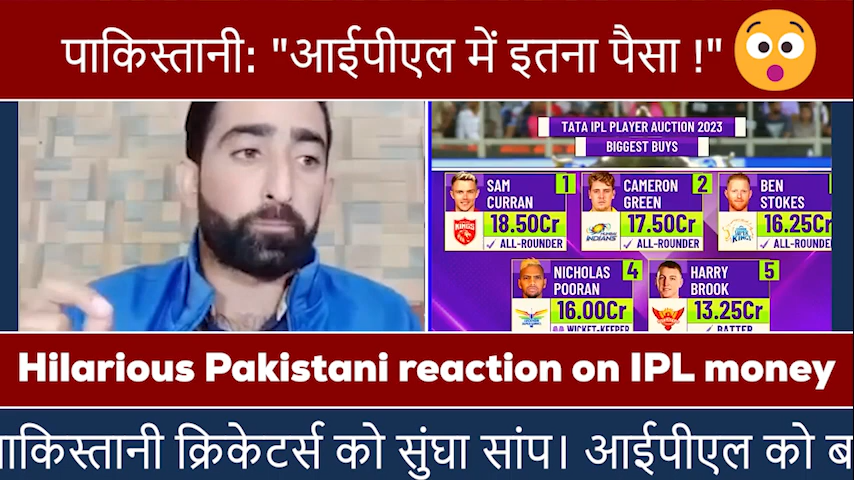 पाकिस्तानी: "आईपीएल में इतना पैसा !"
TATA IPL PLAYER AUCTION 2023
BIGGEST BUYS
SAM CURRAN 1
18.50Cr
ALL-ROUNDER
CAMERON GREEN 2
17.50Cr
MUMBAI INDIANS
ALL-ROUNDER
BEN STOKES
16.25Cr
ALL-ROUNDER
NICHOLAS POORAN 4
16.00Cr
WICKET-KEEPER
HARRY BROOK 5
13.25Cr
BATTER
Hilarious Pakistani reaction on IPL money
पाकिस्तानी क्रिकेटर्स को सुंघा सांप। आईपीएल को ब